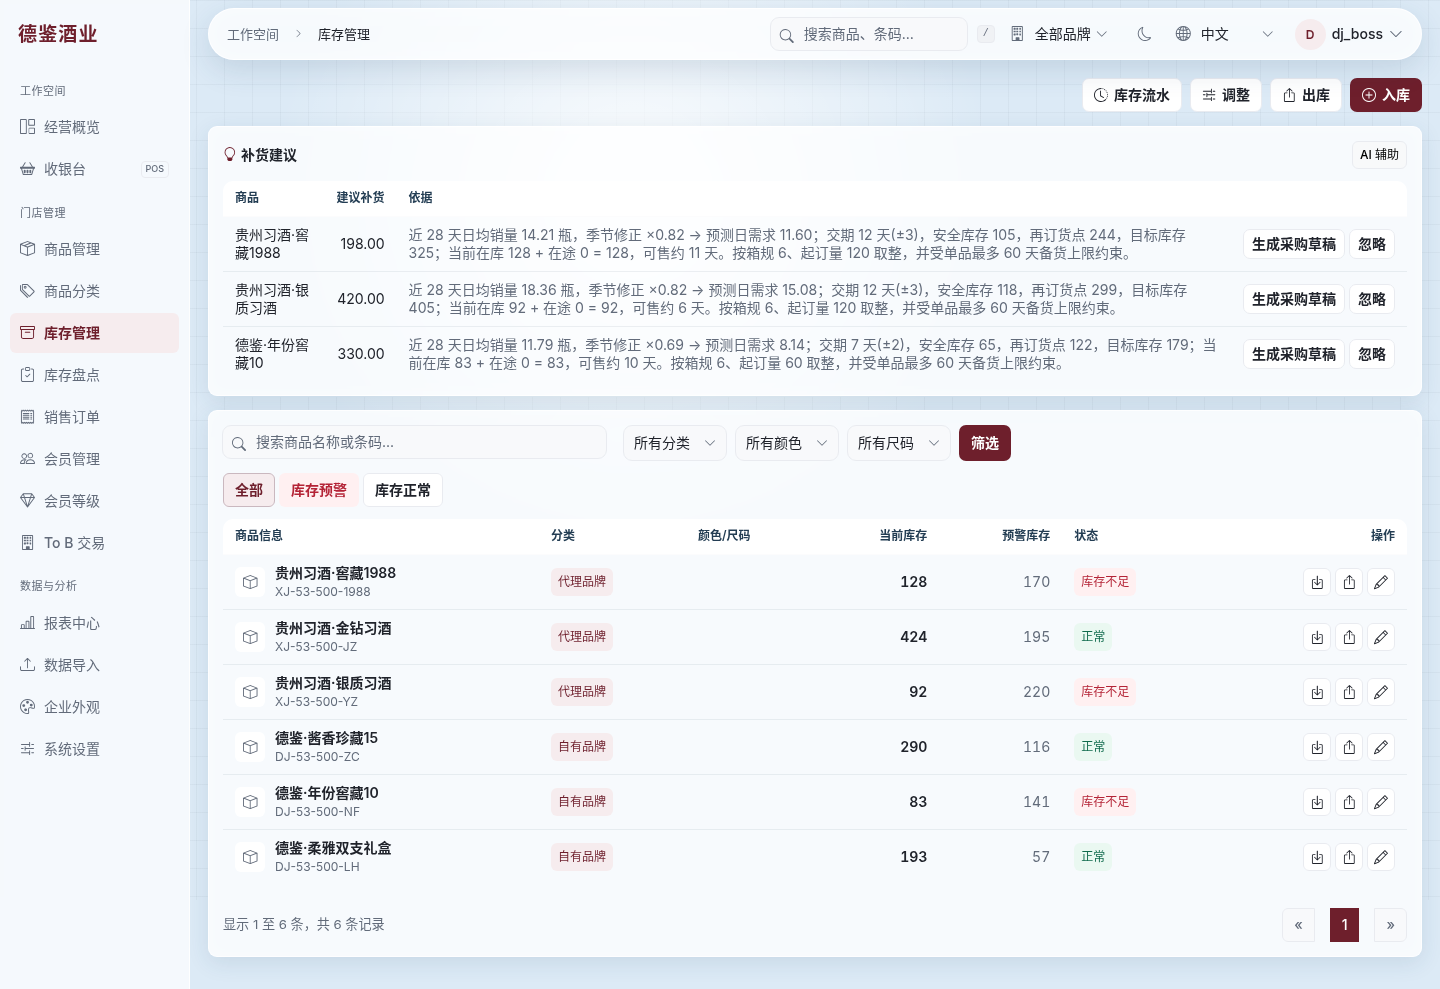 德鉴酒业
工作空间
经营概览
收银台 POS
门店管理
商品管理
商品分类
库存管理
库存盘点
销售订单
会员管理
会员等级
To B 交易
数据与分析
报表中心
数据导入
企业外观
系统设置
工作空间 > 库存管理
搜索商品、条码... /
全部品牌
中文
D dj_boss
库存流水 调整 出库 入库
补货建议 AI 辅助
商品 建议补货 依据
贵州习酒·窖藏1988 198.00
近 28 天日均销量 14.21 瓶，季节修正 ×0.82 → 预测日需求 11.60；交期 12 天(±3)，安全库存 105，再订货点 244，目标库存
325；当前在库 128 + 在途 0 = 128，可售约 11 天。按箱规 6、起订量 120 取整，并受单品最多 60 天备货上限约束。
生成采购草稿 忽略
贵州习酒·银质习酒 420.00
近 28 天日均销量 18.36 瓶，季节修正 ×0.82 → 预测日需求 15.08；交期 12 天(±3)，安全库存 118，再订货点 299，目标库存
405；当前在库 92 + 在途 0 = 92，可售约 6 天。按箱规 6、起订量 120 取整，并受单品最多 60 天备货上限约束。
生成采购草稿 忽略
德鉴·年份窖藏10 330.00
近 28 天日均销量 11.79 瓶，季节修正 ×0.69 → 预测日需求 8.14；交期 7 天(±2)，安全库存 65，再订货点 122，目标库存 179；当
前在库 83 + 在途 0 = 83，可售约 10 天。按箱规 6、起订量 60 取整，并受单品最多 60 天备货上限约束。
生成采购草稿 忽略
搜索商品名称或条码... 所有分类 所有颜色 所有尺码 筛选
全部 库存预警 库存正常
商品信息 分类 颜色/尺码 当前库存 预警库存 状态 操作
贵州习酒·窖藏1988
XJ-53-500-1988
代理品牌 128 170 库存不足
贵州习酒·金钻习酒
XJ-53-500-JZ
代理品牌 424 195 正常
贵州习酒·银质习酒
XJ-53-500-YZ
代理品牌 92 220 库存不足
德鉴·酱香珍藏15
DJ-53-500-ZC
自有品牌 290 116 正常
德鉴·年份窖藏10
DJ-53-500-NF
自有品牌 83 141 库存不足
德鉴·柔雅双支礼盒
DJ-53-500-LH
自有品牌 193 57 正常
显示 1 至 6 条，共 6 条记录
« 1 »